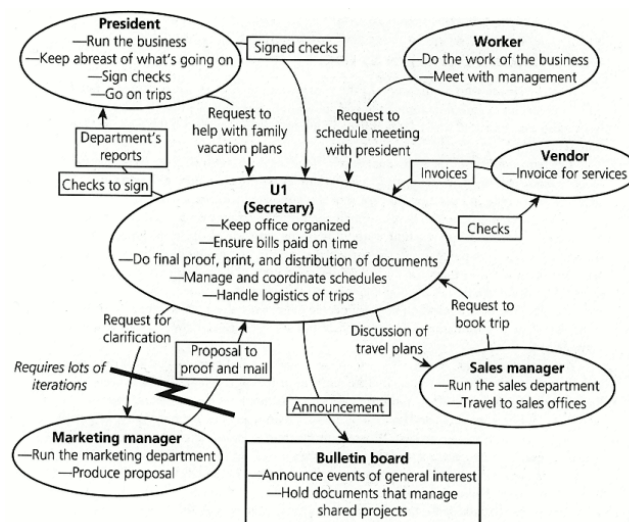 President
—Run the business
—Keep abreast of what's going on
—Sign checks
—Go on trips
Signed checks
Worker
—Do the work of the business
—Meet with management
Request to
help with family
vacation plans
Request to
schedule meeting
with president
Department's
reports
Checks to sign
Vendor
—Invoice for services
Invoices
Checks
U1
(Secretary)
—Keep office organized
—Ensure bills paid on time
—Do final proof, print, and distribution of documents
—Manage and coordinate schedules
—Handle logistics of trips
Request for
clarification
Proposal to
proof and mail
Requires lots of
iterations
Discussion of
travel plans
Request to
book trip
Sales manager
—Run the sales department
—Travel to sales offices
Announcement
Marketing manager
—Run the marketing department
—Produce proposal
Bulletin board
—Announce events of general interest
—Hold documents that manage
shared projects